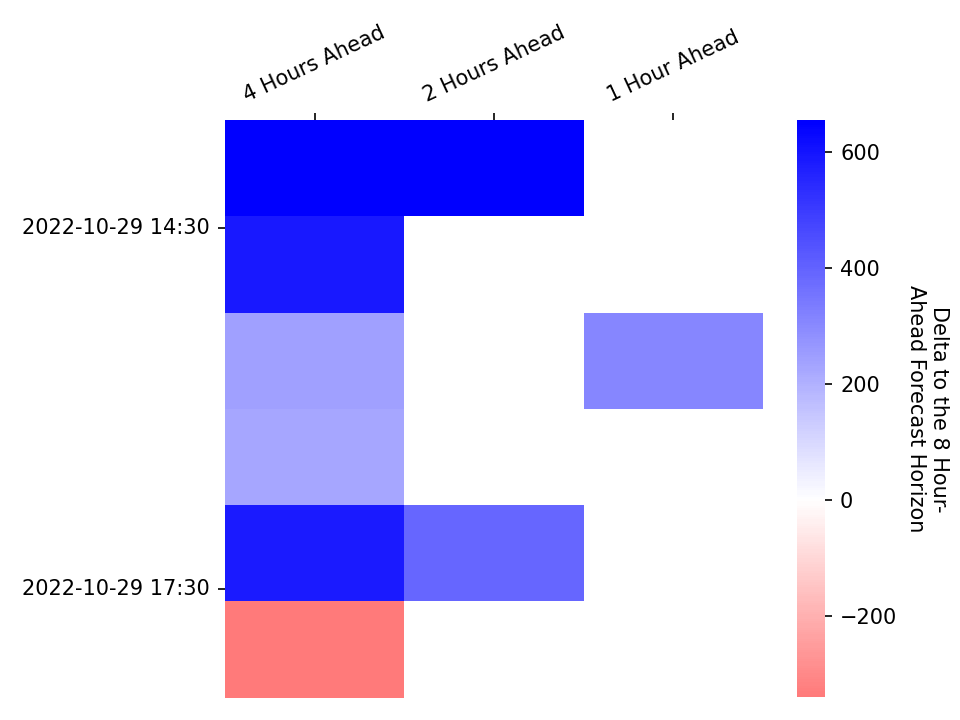 4 Hours Ahead
2 Hours Ahead
1 Hour Ahead
2022-10-29 14:30
2022-10-29 17:30
600
400
200
0
−200
Delta to the 8 Hour-
Ahead Forecast Horizon